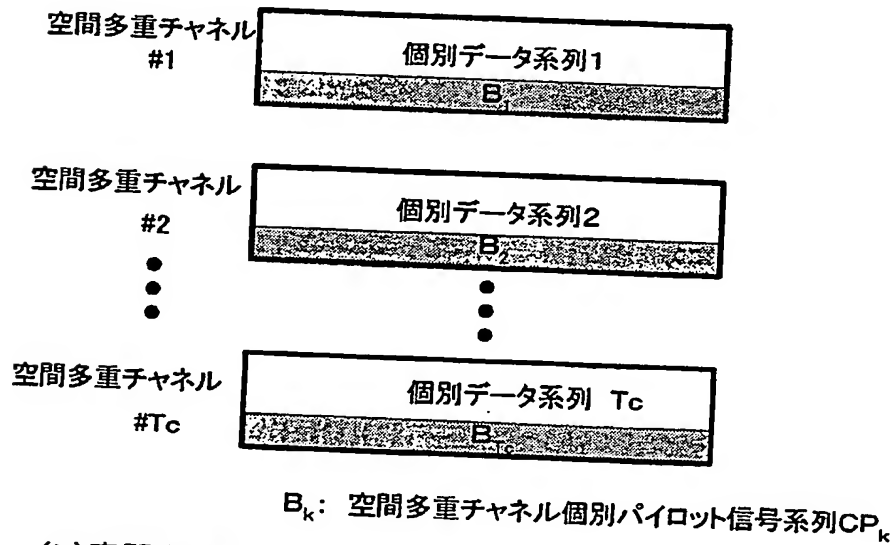 空間多重チャネル
#1
個別データ系列1
B1
空間多重チャネル
#2
個別データ系列2
B2
空間多重チャネル
#Tc
個別データ系列 Tc
BTc
Bk: 空間多重チャネル個別パイロット信号系列CPk